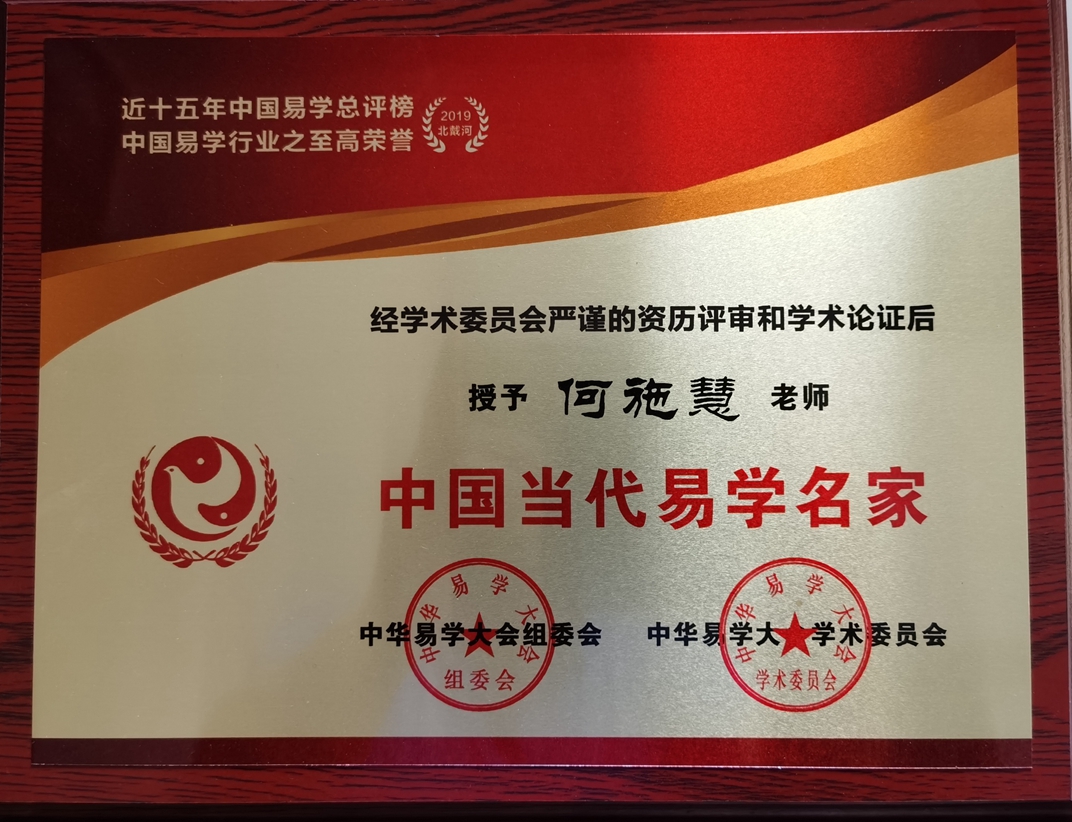 近十五年中国易学总评榜
中国易学行业之至高荣誉
2019
北戴河
经学术委员会严谨的资历评审和学术论证后
授予 何施慧 老师
中国当代易学名家
中华易学大会组委会
中华易学大 学术委员会
中华易学大会
组委会
中华易学大会
学术委员会